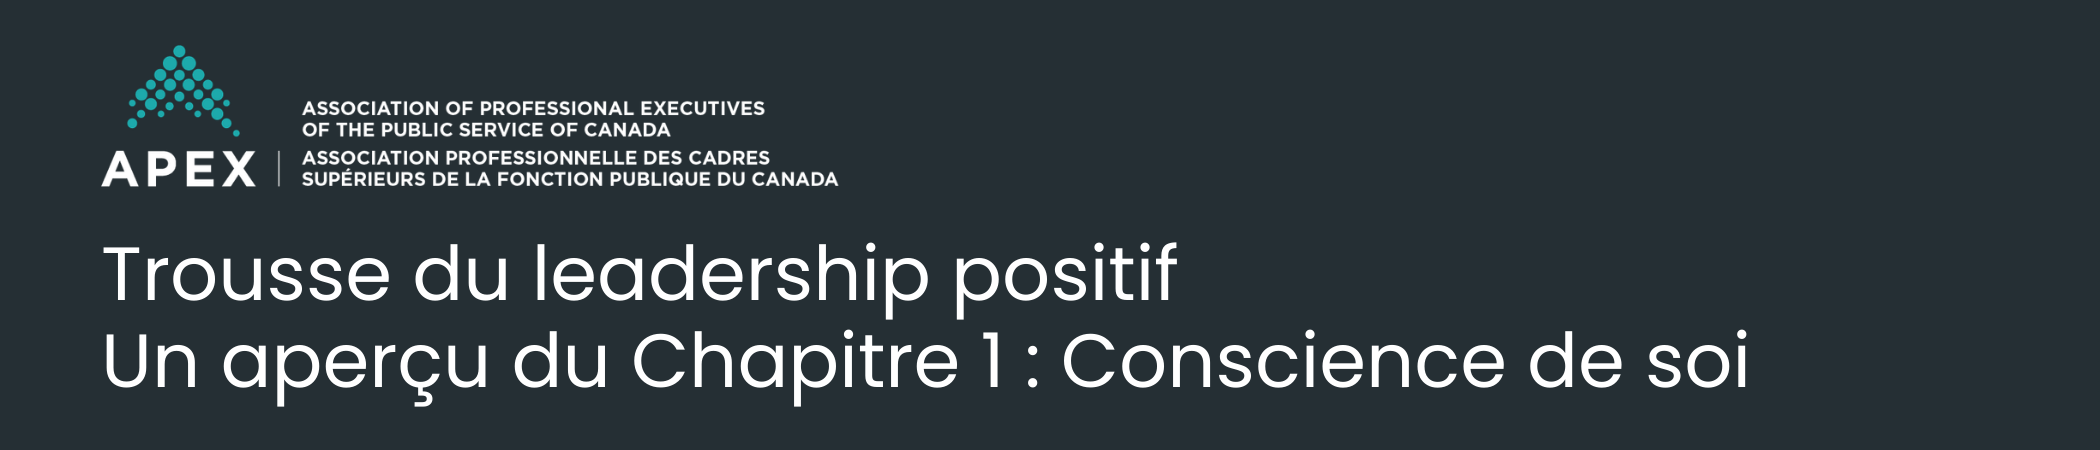 ASSOCIATION OF PROFESSIONAL EXECUTIVES
OF THE PUBLIC SERVICE OF CANADA
APEX
ASSOCIATION PROFESSIONNELLE DES CADRES
SUPÉRIEURS DE LA FONCTION PUBLIQUE DU CANADA
Trousse du leadership positif
Un aperçu du Chapitre 1 : Conscience de soi